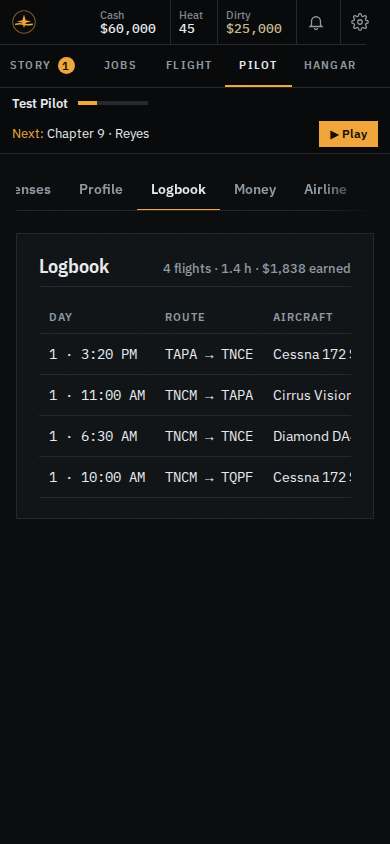 Cash Heat Dirty
$60,000 45 $25,000
STORY 1 JOBS FLIGHT PILOT HANGAR
Test Pilot
Next: Chapter 9 · Reyes ▶ Play
enses Profile Logbook Money Airline
Logbook 4 flights · 1.4 h · $1,838 earned
DAY ROUTE AIRCRAFT
1 · 3:20 PM TAPA → TNCE Cessna 172
1 · 11:00 AM TNCM → TAPA Cirrus Vision
1 · 6:30 AM TNCM → TNCE Diamond DA
1 · 10:00 AM TNCM → TQPF Cessna 172